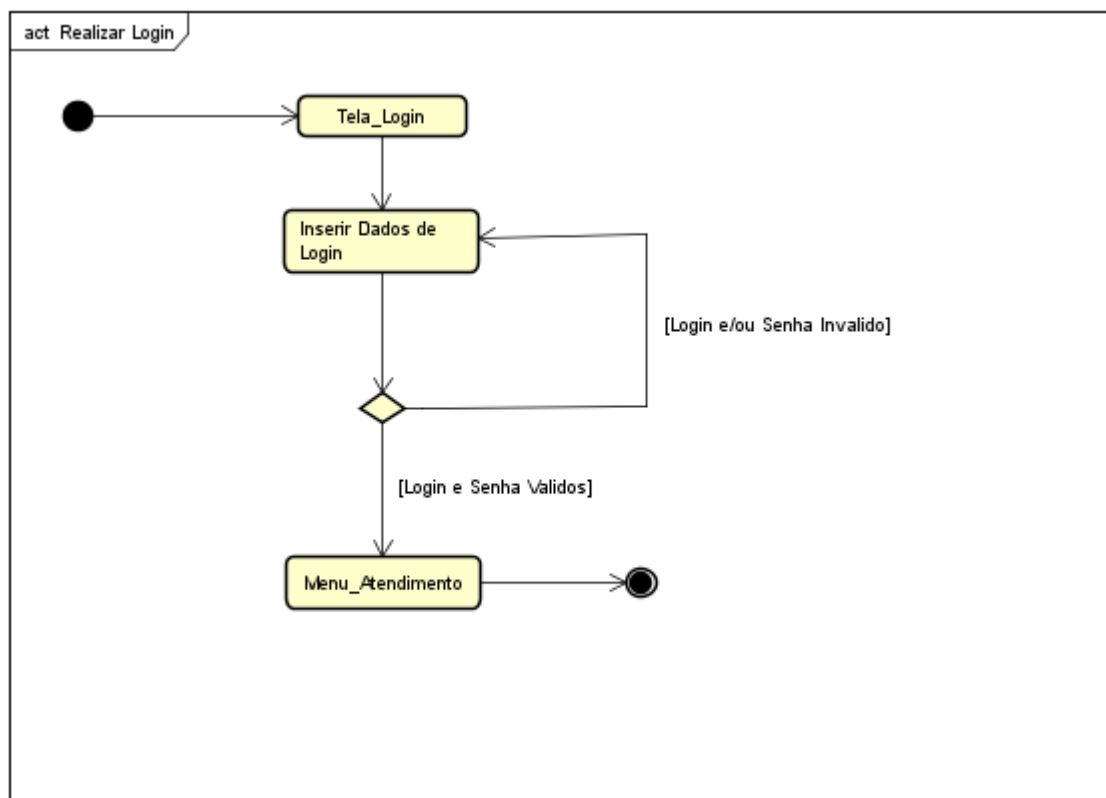 act Realizar Login
Tela_Login
Inserir Dados de
Login
[Login e/ou Senha Invalido]
[Login e Senha Validos]
Menu_Atendimento